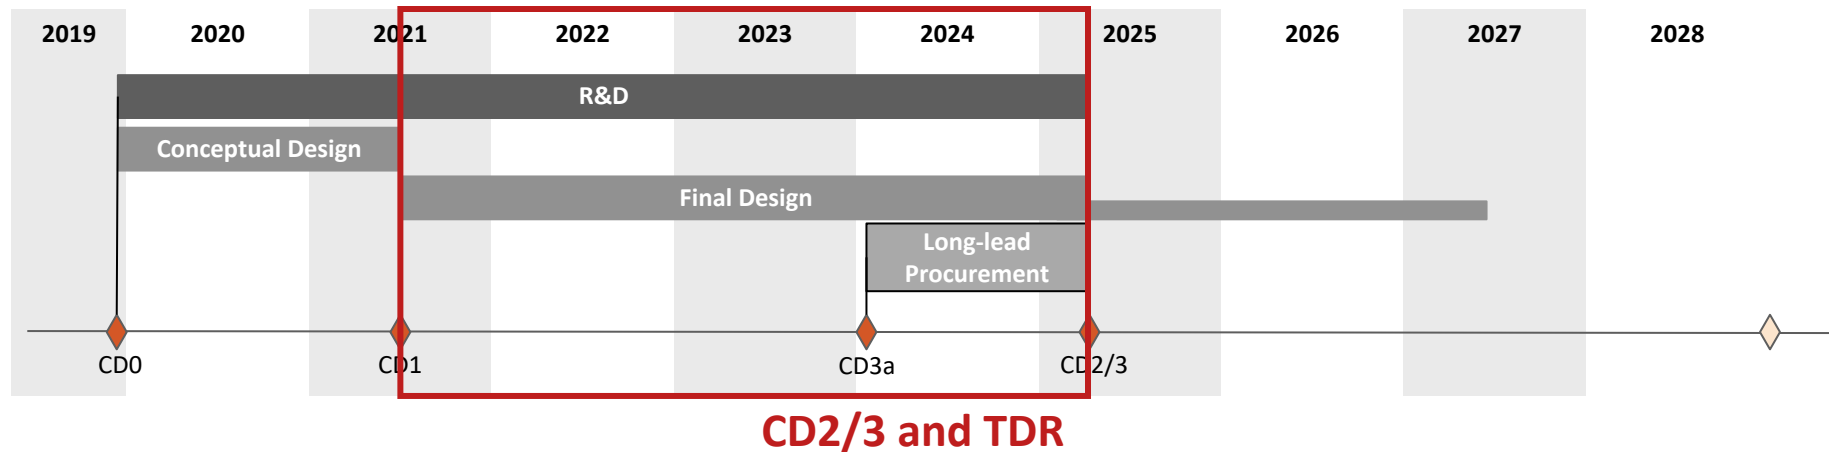 2019 2020 2021 2022 2023 2024 2025 2026 2027 2028
R&D
Conceptual Design
Final Design
Long-lead
Procurement
CD0 CD1 CD3a CD2/3
CD2/3 and TDR